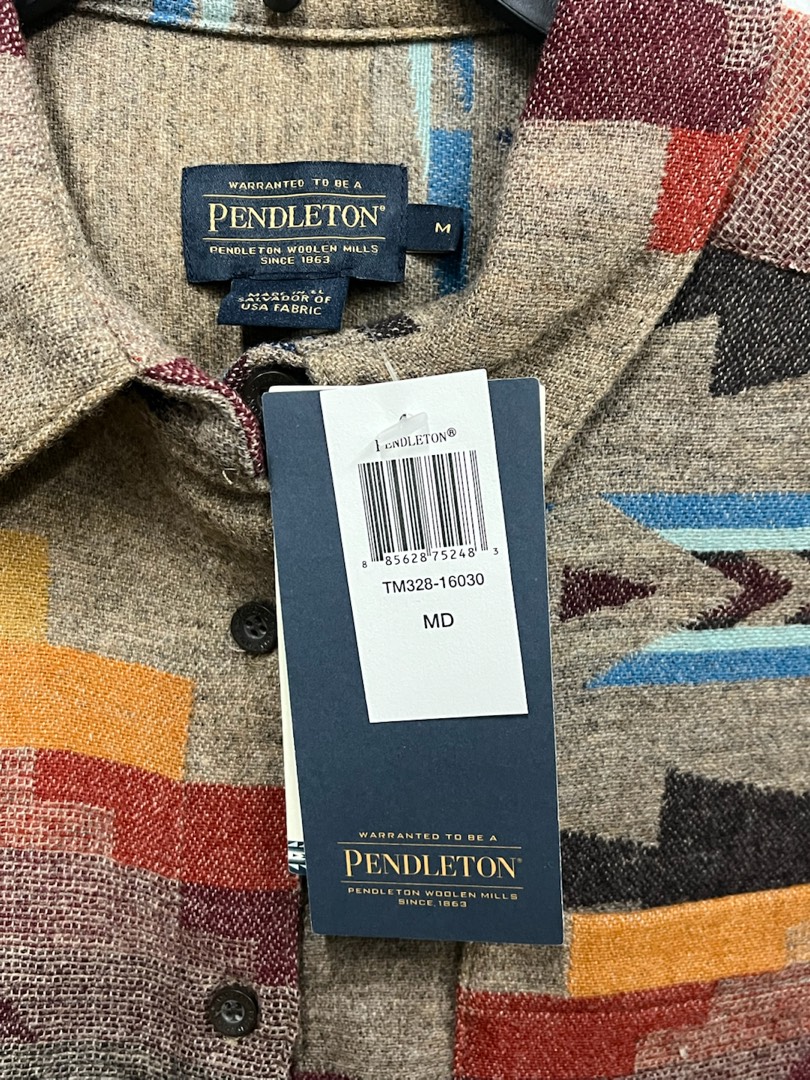 WARRANTED TO BE A
PENDLETON®
PENDLETON WOOLEN MILLS
SINCE 1863
M
MADE IN EL
SALVADOR OF
USA FABRIC
PENDLETON®
8 85628 75248 3
TM328-16030
MD
WARRANTED TO BE A
PENDLETON®
PENDLETON WOOLEN MILLS
SINCE 1863